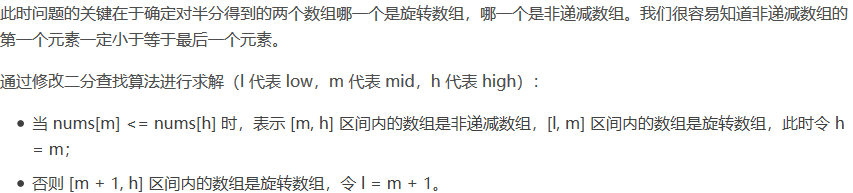 此时问题的关键在于确定对半分得到的两个数组哪一个是旋转数组，哪一个是非递减数组。我们很容易知道非递减数组的
第一个元素一定小于等于最后一个元素。
通过修改二分查找算法进行求解（l 代表 low，m 代表 mid，h 代表 high）：
• 当 nums[m] <= nums[h] 时，表示 [m, h] 区间内的数组是非递减数组，[l, m] 区间内的数组是旋转数组，此时令 h
= m；
• 否则 [m + 1, h] 区间内的数组是旋转数组，令 l = m + 1。